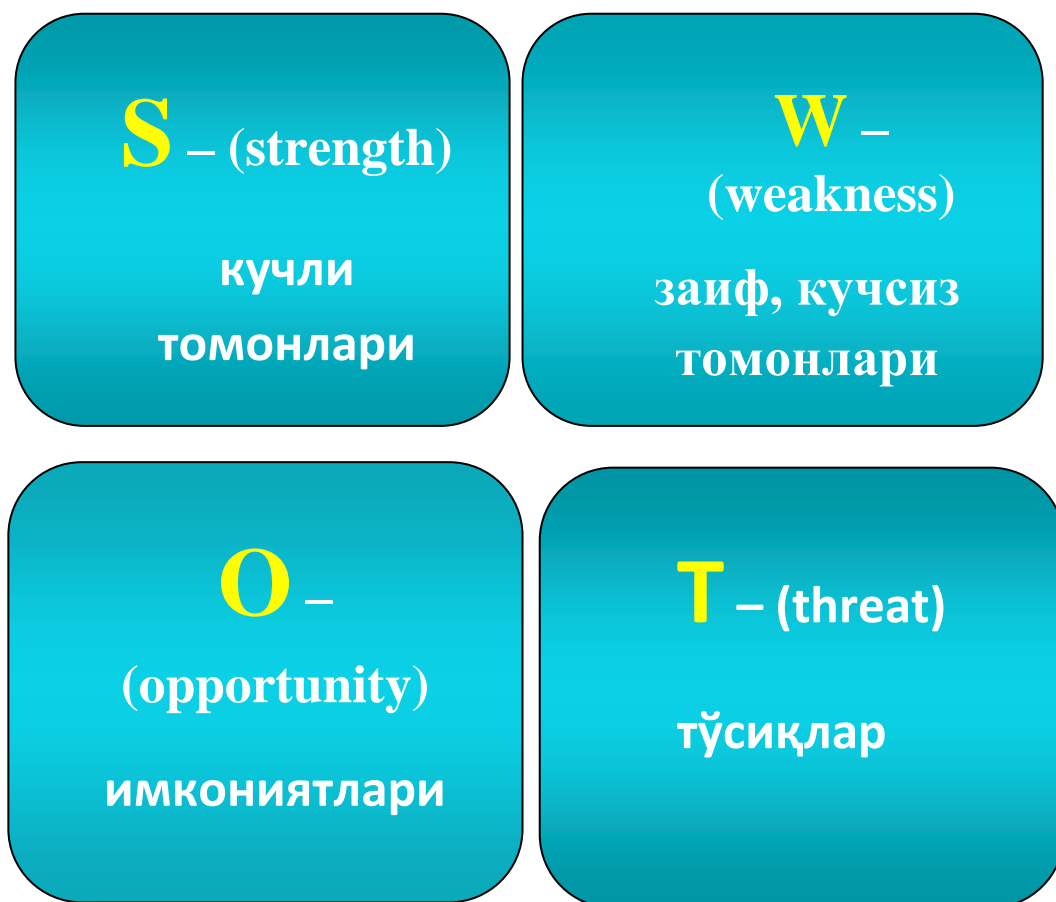 S – (strength)
кучли
томонлари
W –
(weakness)
заиф, кучсиз
томонлари
O –
(opportunity)
имкониятлари
T – (threat)
тўсиқлар